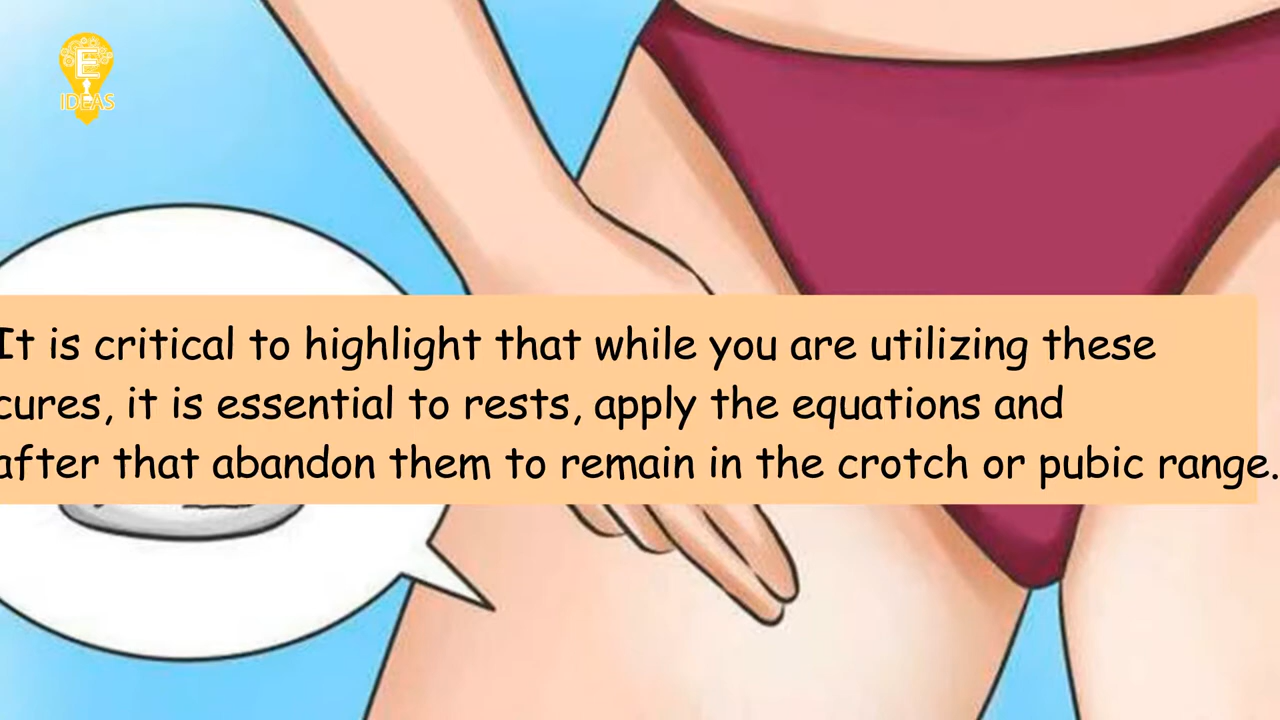 E
IDEAS
It is critical to highlight that while you are utilizing these
cures, it is essential to rests, apply the equations and
after that abandon them to remain in the crotch or pubic range.